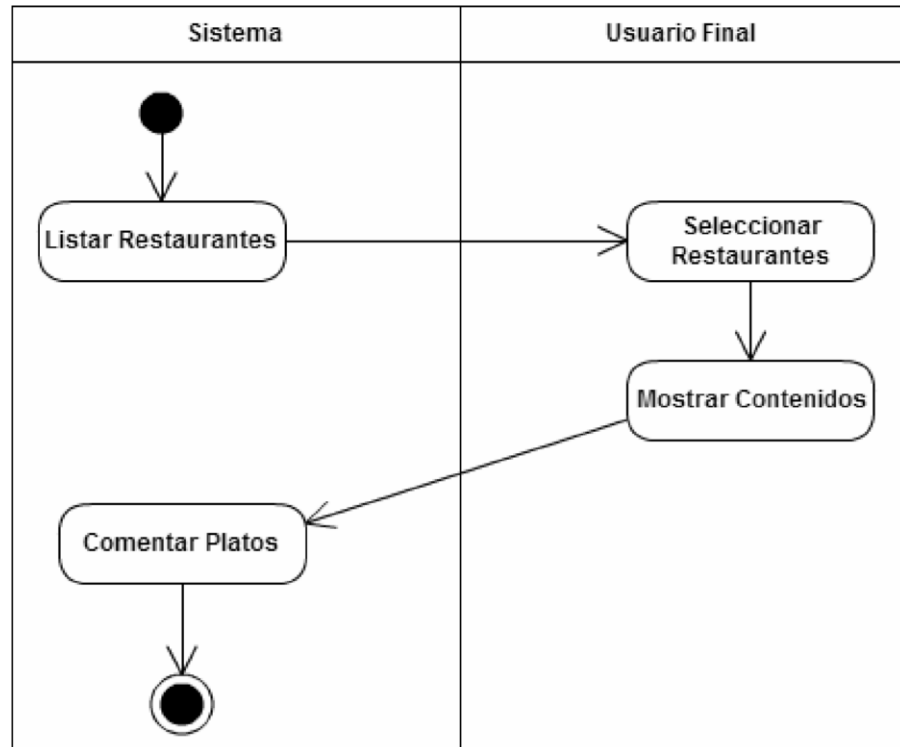 Sistema
Usuario Final
Listar Restaurantes
Seleccionar
Restaurantes
Mostrar Contenidos
Comentar Platos